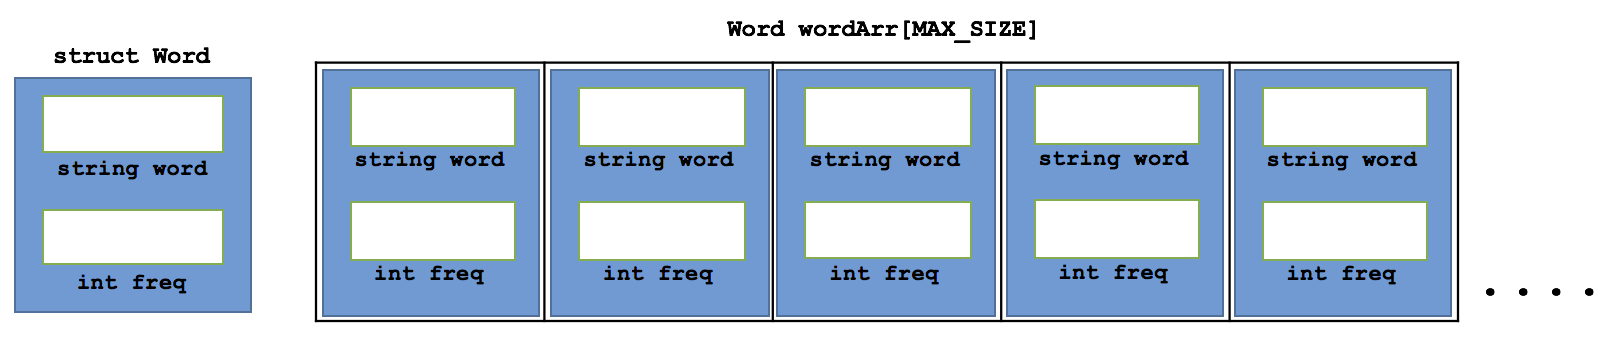 Word wordArr[MAX_SIZE]
struct Word
string word
int freq
string word string word string word string word string word
int freq int freq int freq int freq int freq
. . . .